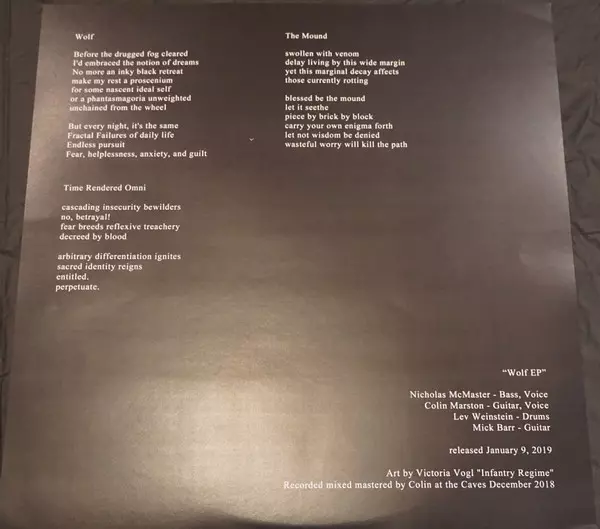 Wolf
Before the drugged fog cleared
I'd embraced the notion of dreams
No more an inky black retreat
make my rest a proscenium
for some nascent ideal self
or a phantasmagoria unweighted
unchained from the wheel
But every night, it's the same
Fractal Failures of daily life
Endless pursuit
Fear, helplessness, anxiety, and guilt
Time Rendered Omni
cascading insecurity bewilders
no, betrayal!
fear breeds reflexive treachery
decreed by blood
arbitrary differentiation ignites
sacred identity reigns
entitled.
perpetuate.
The Mound
swollen with venom
delay living by this wide margin
yet this marginal decay affects
those currently rotting
blessed be the mound
let it seethe
piece by brick by block
carry your own enigma forth
let not wisdom be denied
wasteful worry will kill the path
"Wolf EP"
Nicholas McMaster - Bass, Voice
Colin Marston - Guitar, Voice
Lev Weinstein - Drums
Mick Barr - Guitar
released January 9, 2019
Art by Victoria Vogl "Infantry Regime"
Recorded mixed mastered by Colin at the Caves December 2018